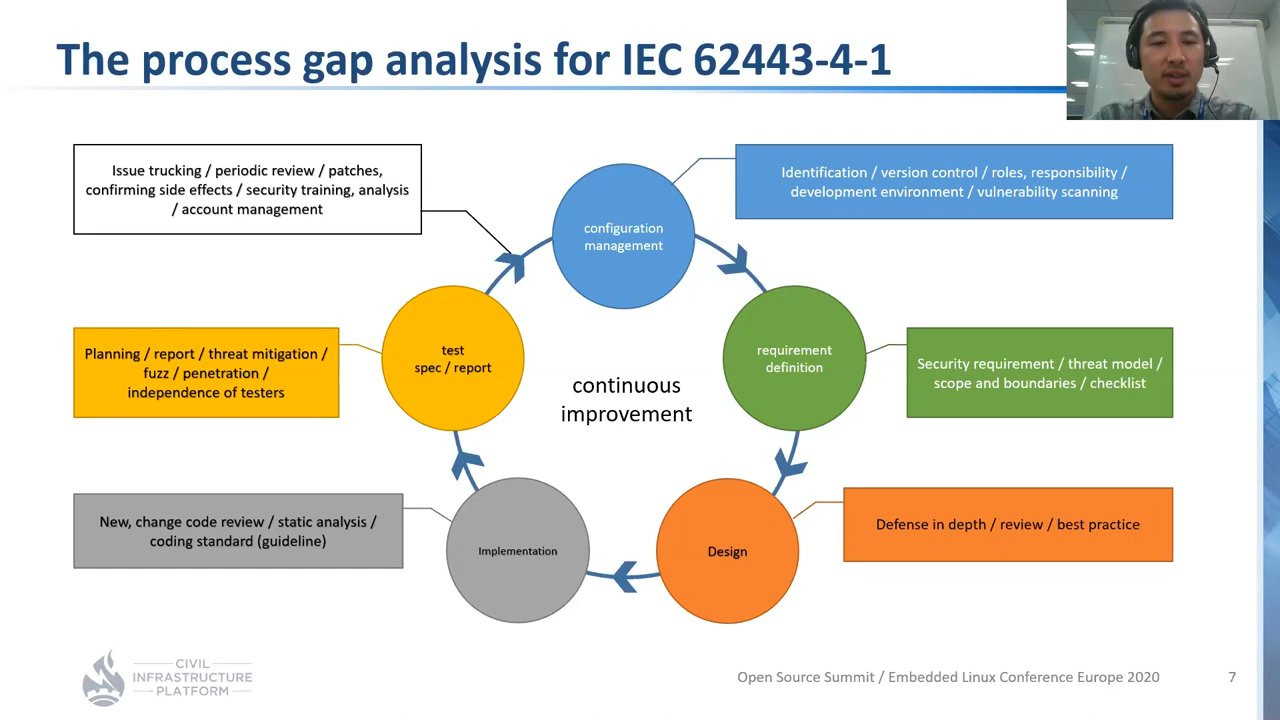 The process gap analysis for IEC 62443-4-1
Issue trucking / periodic review / patches,
confirming side effects / security training, analysis
/ account management
Identification / version control / roles, responsibility /
development environment / vulnerability scanning
configuration
management
Planning / report / threat mitigation /
fuzz / penetration /
independence of testers
test
spec / report
continuous
improvement
requirement
definition
Security requirement / threat model /
scope and boundaries / checklist
New, change code review / static analysis /
coding standard (guideline)
Implementation
Design
Defense in depth / review / best practice
CIVIL
INFRASTRUCTURE
PLATFORM
Open Source Summit / Embedded Linux Conference Europe 2020
7